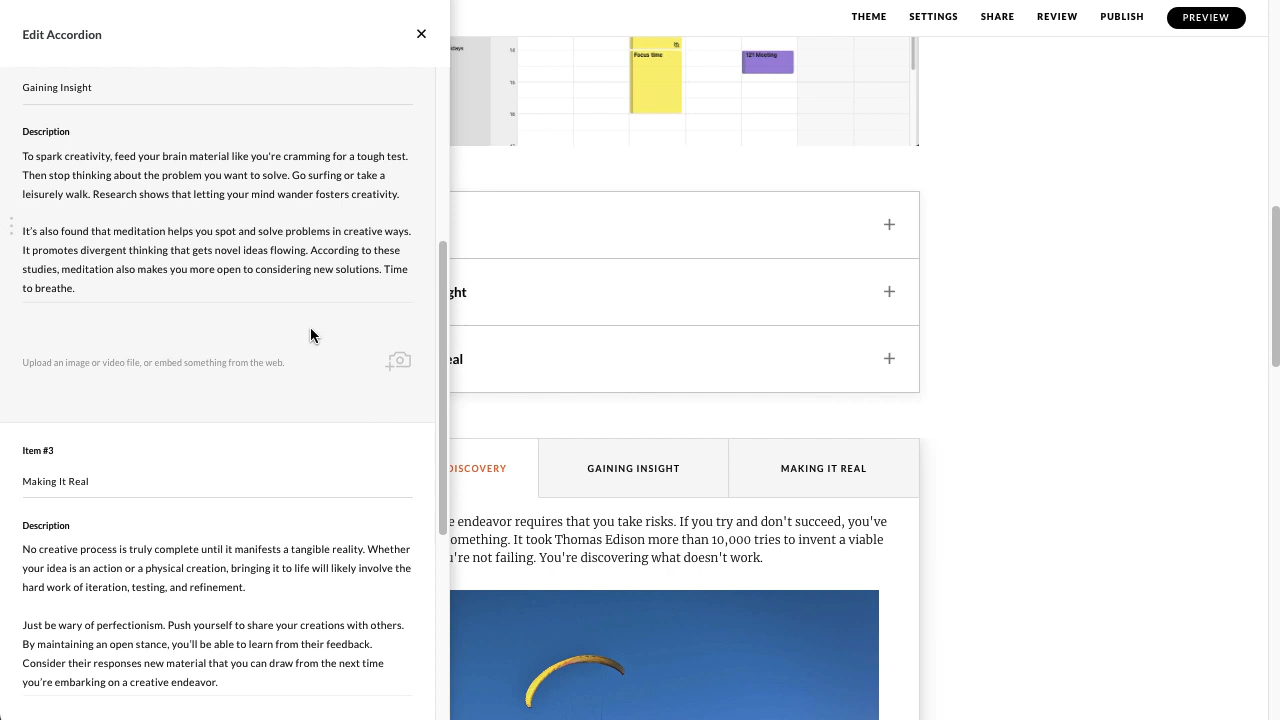 Edit Accordion
THEME
SETTINGS
SHARE
REVIEW
PUBLISH
PREVIEW
Gaining Insight
Description
To spark creativity, feed your brain material like you're cramming for a tough test.
Then stop thinking about the problem you want to solve. Go surfing or take a
leisurely walk. Research shows that letting your mind wander fosters creativity.
It's also found that meditation helps you spot and solve problems in creative ways.
It promotes divergent thinking that gets novel ideas flowing. According to these
studies, meditation also makes you more open to considering new solutions. Time
to breathe.
Upload an image or video file, or embed something from the web.
Item #3
Making It Real
Description
No creative process is truly complete until it manifests a tangible reality. Whether
your idea is an action or a physical creation, bringing it to life will likely involve the
hard work of iteration, testing, and refinement.
Just be wary of perfectionism. Push yourself to share your creations with others.
By maintaining an open stance, you'll be able to learn from their feedback.
Consider their responses new material that you can draw from the next time
you're embarking on a creative endeavor.
14
Focus time
121 Meeting
15
16
ght
eal
DISCOVERY
GAINING INSIGHT
MAKING IT REAL
e endeavor requires that you take risks. If you try and don't succeed, you've
omething. It took Thomas Edison more than 10,000 tries to invent a viable
u're not failing. You're discovering what doesn't work.